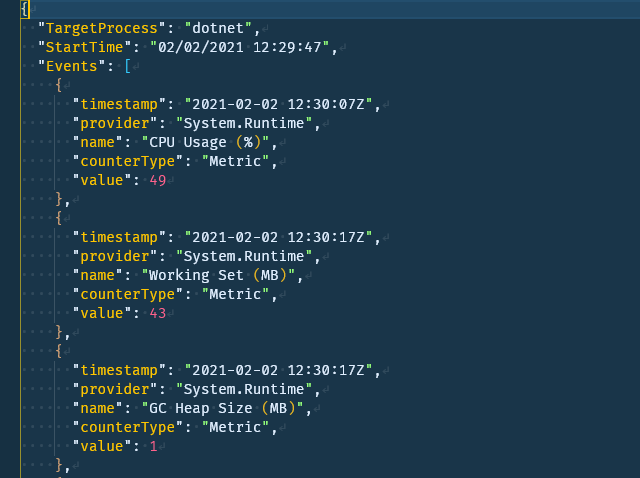 {
"TargetProcess": "dotnet",
"StartTime": "02/02/2021 12:29:47",
"Events": [
{
"timestamp": "2021-02-02 12:30:07Z",
"provider": "System.Runtime",
"name": "CPU Usage (%)",
"counterType": "Metric",
"value": 49
},
{
"timestamp": "2021-02-02 12:30:17Z",
"provider": "System.Runtime",
"name": "Working Set (MB)",
"counterType": "Metric",
"value": 43
},
{
"timestamp": "2021-02-02 12:30:17Z",
"provider": "System.Runtime",
"name": "GC Heap Size (MB)",
"counterType": "Metric",
"value": 1
},